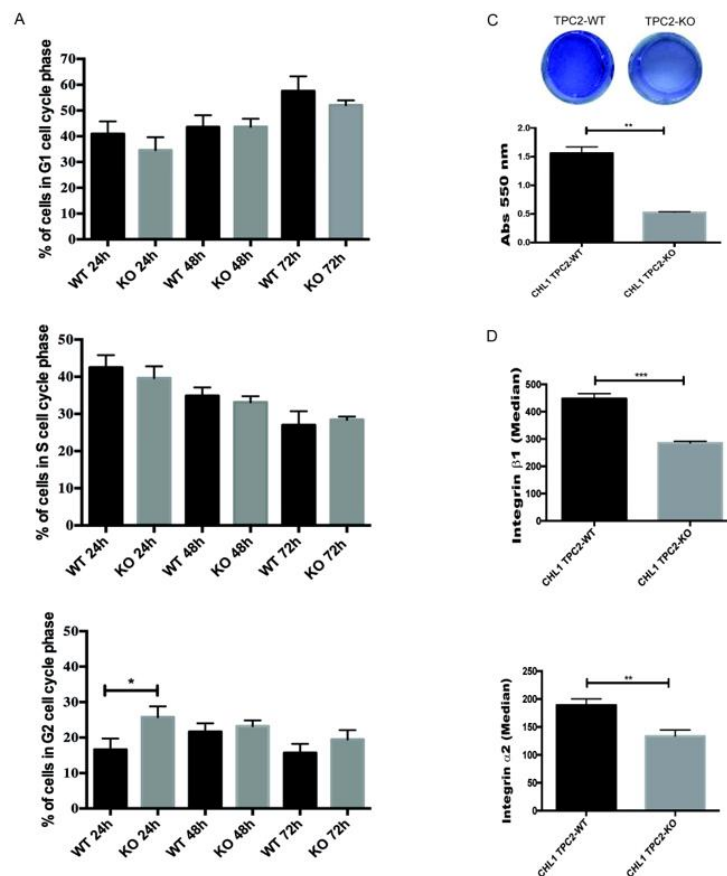 A
% of cells in G1 cell cycle phase
70
60
50
40
30
20
10
0
WT 24h
KO 24h
WT 48h
KO 48h
WT 72h
KO 72h
% of cells in S cell cycle phase
50
40
30
20
10
0
WT 24h
KO 24h
WT 48h
KO 48h
WT 72h
KO 72h
% of cells in G2 cell cycle phase
50
40
30
20
10
0
*
WT 24h
KO 24h
WT 48h
KO 48h
WT 72h
KO 72h
C
TPC2-WT TPC2-KO
Abs 550 nm
2.0
1.5
1.0
0.5
0.0
**
CHL1 TPC2-WT
CHL1 TPC2-KO
D
Integrin β1 (Median)
500
400
300
200
100
0
***
CHL1 TPC2-WT
CHL1 TPC2-KO
Integrin α2 (Median)
250
200
150
100
50
0
**
CHL1 TPC2-WT
CHL1 TPC2-KO